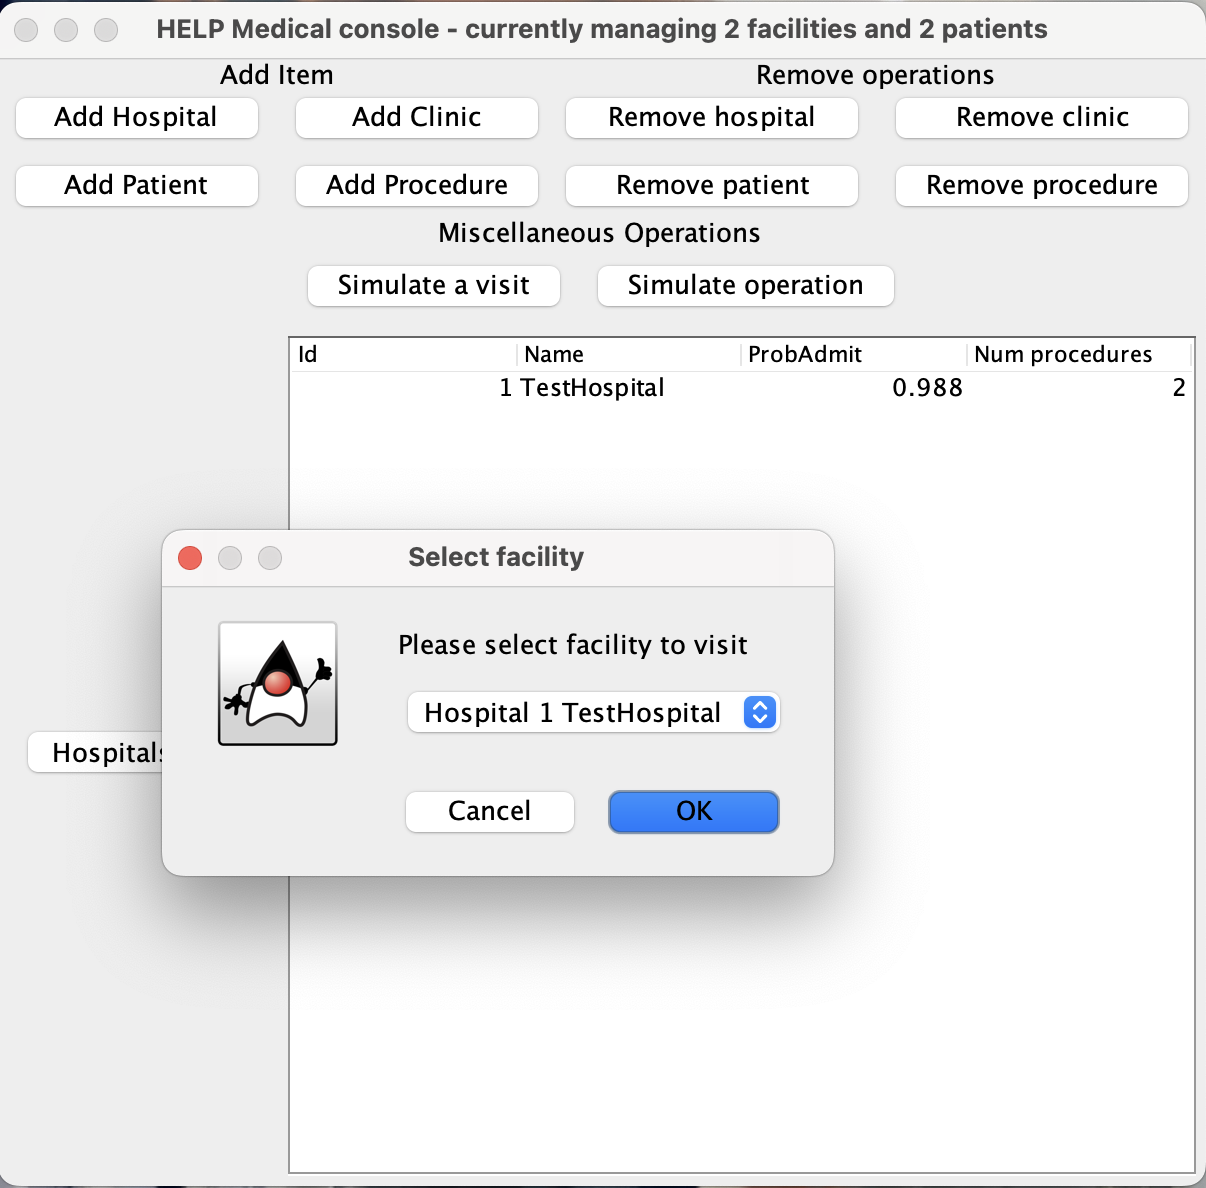 HELP Medical console - currently managing 2 facilities and 2 patients
Add Item
Remove operations
Add Hospital
Add Clinic
Remove hospital
Remove clinic
Add Patient
Add Procedure
Remove patient
Remove procedure
Miscellaneous Operations
Simulate a visit
Simulate operation
Id
Name
ProbAdmit
Num procedures
1
TestHospital
0.988
2
Select facility
Please select facility to visit
Hospital 1 TestHospital
Hospitals
Cancel
OK